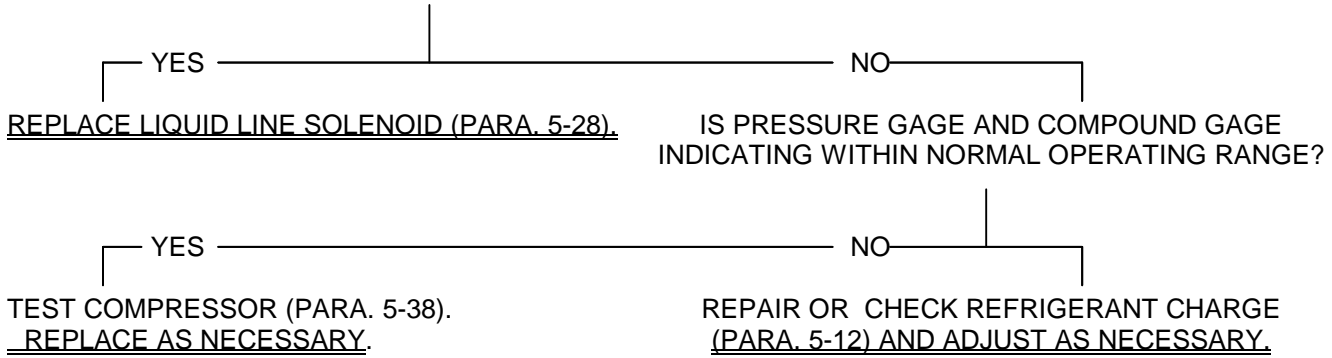 YES NO
REPLACE LIQUID LINE SOLENOID (PARA. 5-28).
IS PRESSURE GAGE AND COMPOUND GAGE
INDICATING WITHIN NORMAL OPERATING RANGE?
YES NO
TEST COMPRESSOR (PARA. 5-38).
REPLACE AS NECESSARY.
REPAIR OR CHECK REFRIGERANT CHARGE
(PARA. 5-12) AND ADJUST AS NECESSARY.